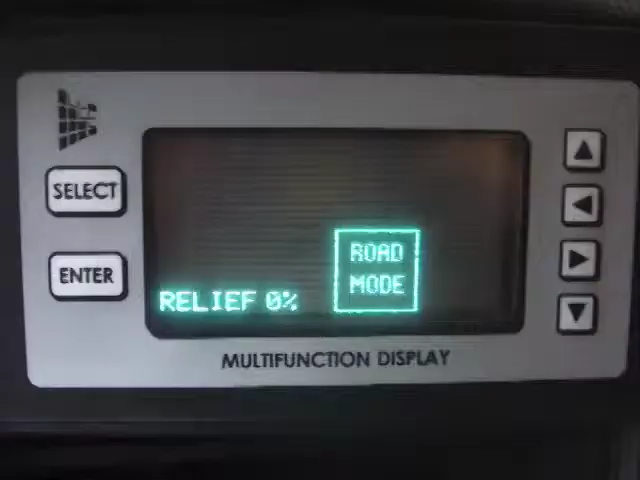 SELECT
ENTER
ROAD
MODE
RELIEF 0%
MULTIFUNCTION DISPLAY